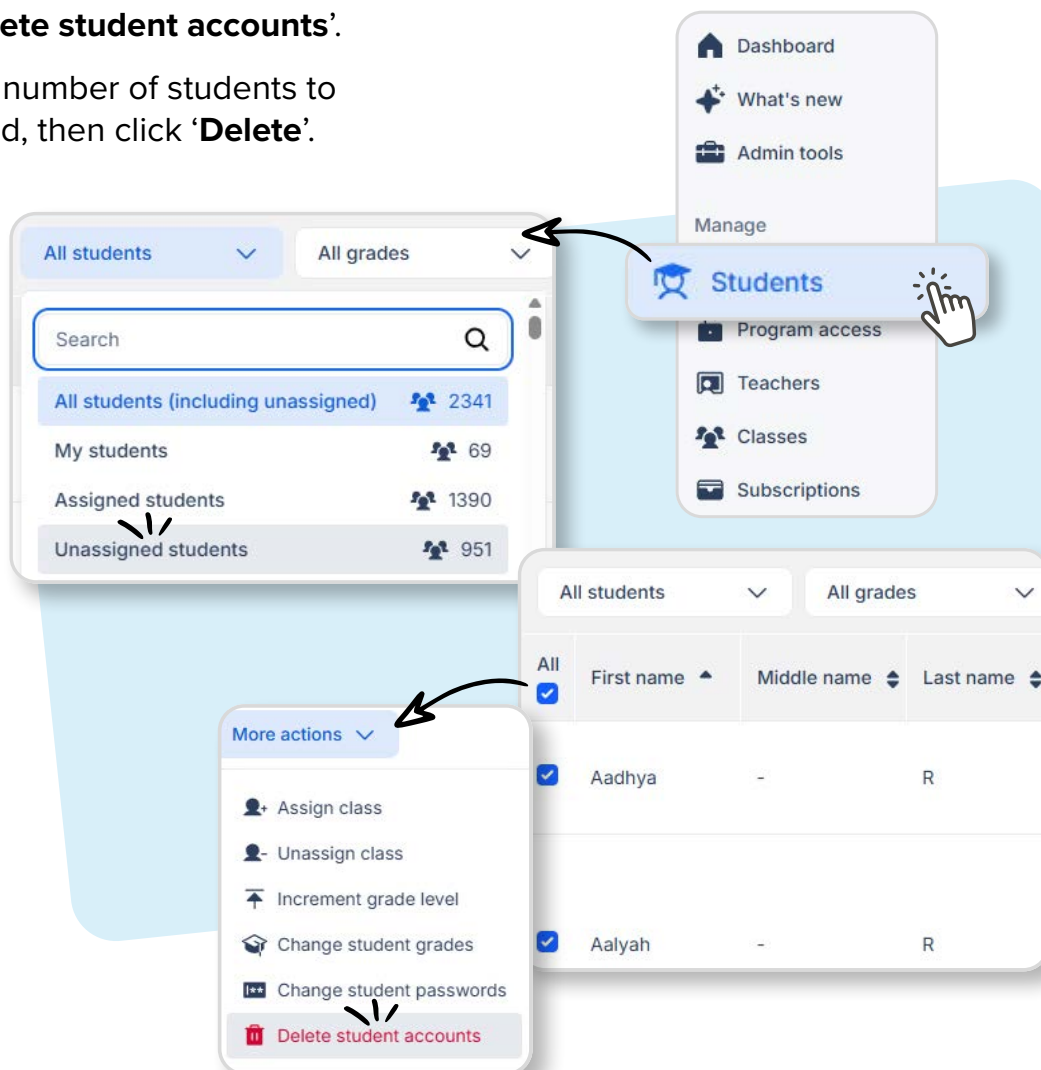 ete student accounts’.
number of students to
d, then click ‘Delete’.
Dashboard
What's new
Admin tools
Manage
Students
Program access
Teachers
Classes
Subscriptions
All students All grades
Search
All students (including unassigned) 2341
My students 69
Assigned students 1390
Unassigned students 951
All students All grades
All First name Middle name Last name
Aadhya - R
Aalyah - R
More actions
Assign class
Unassign class
Increment grade level
Change student grades
Change student passwords
Delete student accounts